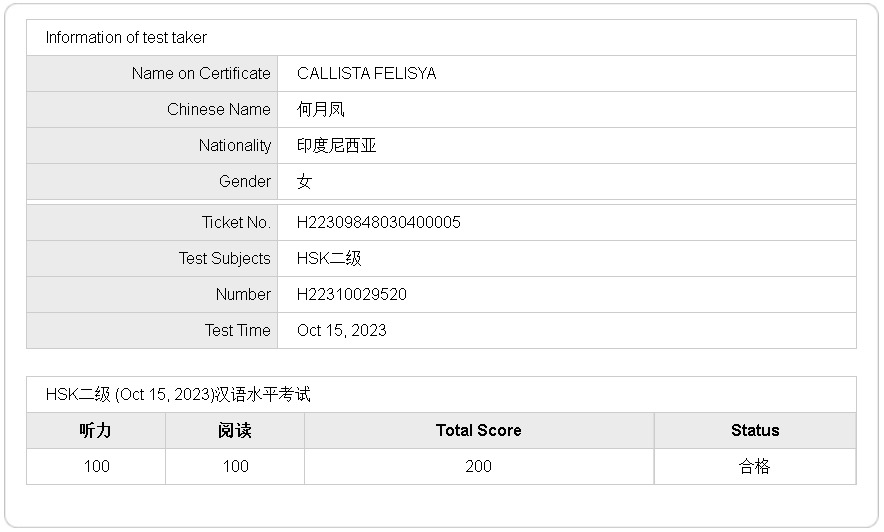 Information of test taker
Name on Certificate CALLISTA FELISYA
Chinese Name 何月凤
Nationality 印度尼西亚
Gender 女
Ticket No. H22309848030400005
Test Subjects HSK二级
Number H22310029520
Test Time Oct 15, 2023
HSK二级 (Oct 15, 2023)汉语水平考试
听力 阅读 Total Score Status
100 100 200 合格